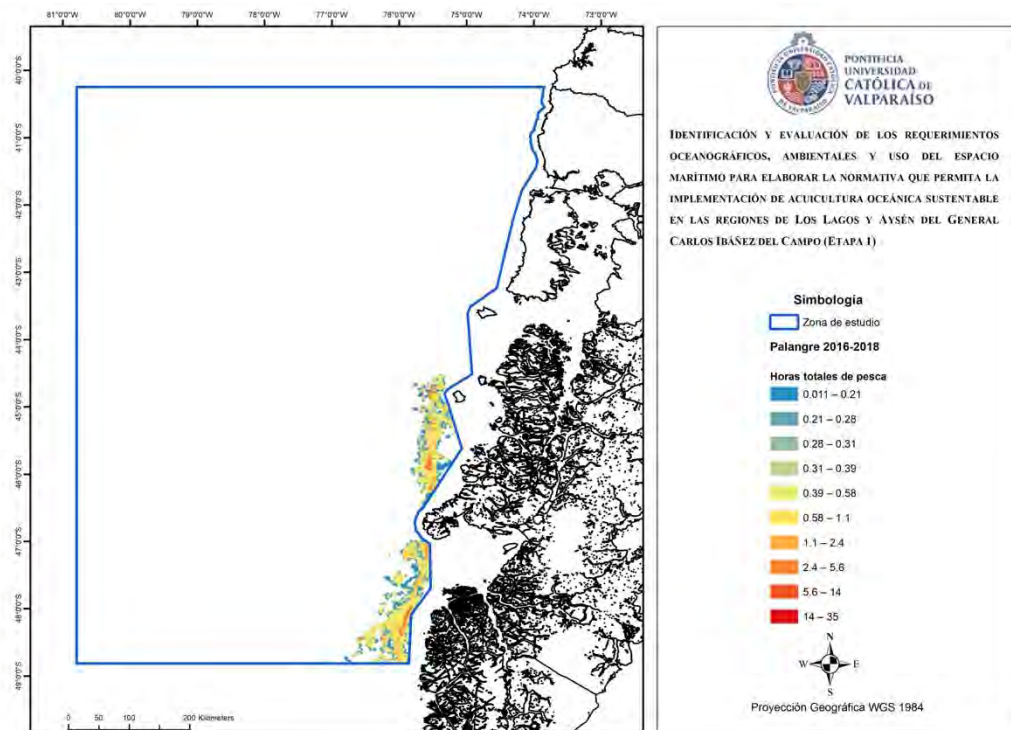 81°0'0"W 80°0'0"W 79°0'0"W 78°0'0"W 77°0'0"W 76°0'0"W 75°0'0"W 74°0'0"W 73°0'0"W
40°0'0"S
41°0'0"S
42°0'0"S
43°0'0"S
44°0'0"S
45°0'0"S
46°0'0"S
47°0'0"S
48°0'0"S
49°0'0"S
0 50 100 200 Kilometers
PONTIFICIA
UNIVERSIDAD
CATÓLICA DE
VALPARAÍSO
IDENTIFICACIÓN Y EVALUACIÓN DE LOS REQUERIMIENTOS
OCEANOGRÁFICOS, AMBIENTALES Y USO DEL ESPACIO
MARÍTIMO PARA ELABORAR LA NORMATIVA QUE PERMITA LA
IMPLEMENTACIÓN DE ACUICULTURA OCEÁNICA SUSTENTABLE
EN LAS REGIONES DE LOS LAGOS Y AYSÉN DEL GENERAL
CARLOS IBÁÑEZ DEL CAMPO (ETAPA I)
Simbología
Zona de estudio
Palangre 2016-2018
Horas totales de pesca
0.011 – 0.21
0.21 – 0.28
0.28 – 0.31
0.31 – 0.39
0.39 – 0.58
0.58 – 1.1
1.1 – 2.4
2.4 – 5.6
5.6 – 14
14 – 35
N
W E
S
Proyección Geográfica WGS 1984